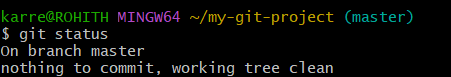 karre@ROHITH MINGW64 ~/my-git-project (master)
$ git status
On branch master
nothing to commit, working tree clean